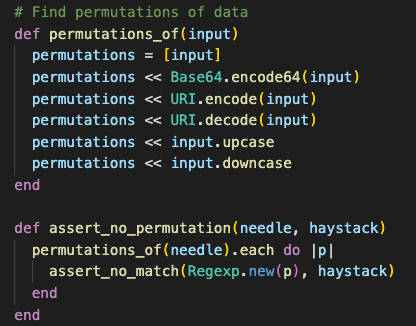 # Find permutations of data
def permutations_of(input)
  permutations = [input]
  permutations << Base64.encode64(input)
  permutations << URI.encode(input)
  permutations << URI.decode(input)
  permutations << input.upcase
  permutations << input.downcase
end

def assert_no_permutation(needle, haystack)
  permutations_of(needle).each do |p|
    assert_no_match(Regexp.new(p), haystack)
  end
end